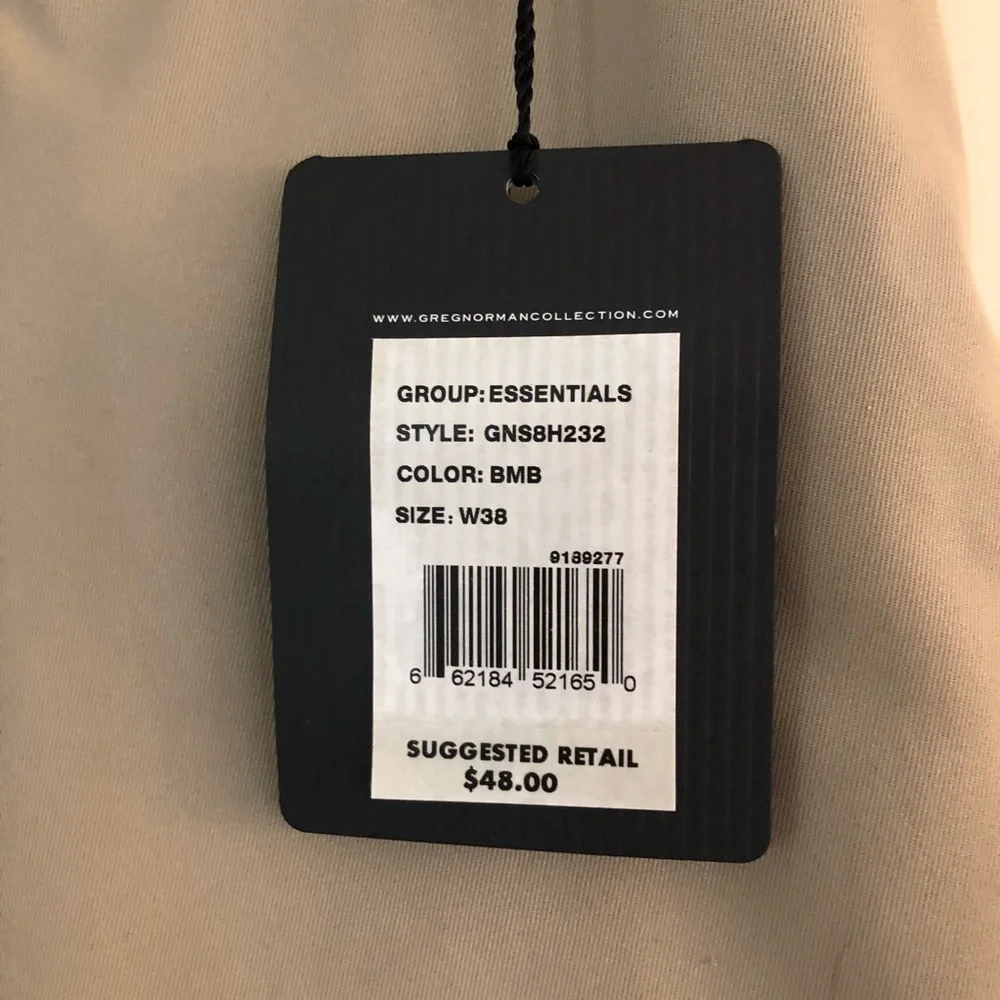 WWW.GREGNORMANCOLLECTION.COM
GROUP: ESSENTIALS
STYLE: GNS8H232
COLOR: BMB
SIZE: W38
9189277
6 62184 52165 0
SUGGESTED RETAIL
$48.00